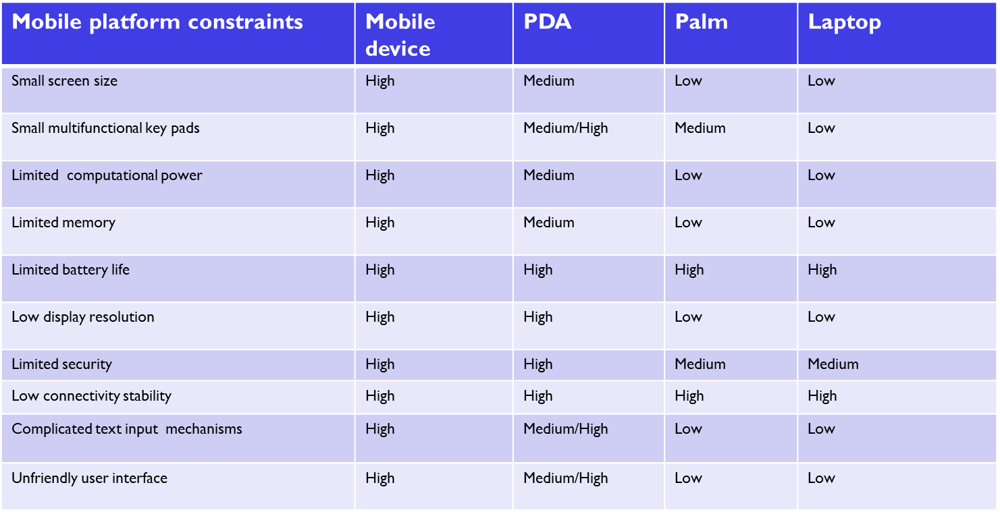 Mobile platform constraints Mobile device PDA Palm Laptop
Small screen size High Medium Low Low
Small multifunctional key pads High Medium/High Medium Low
Limited  computational power High Medium Low Low
Limited memory High Medium Low Low
Limited battery life High High High High
Low display resolution High High Low Low
Limited security High High Medium Medium
Low connectivity stability High High High High
Complicated text input  mechanisms High Medium/High Low Low
Unfriendly user interface High Medium/High Low Low